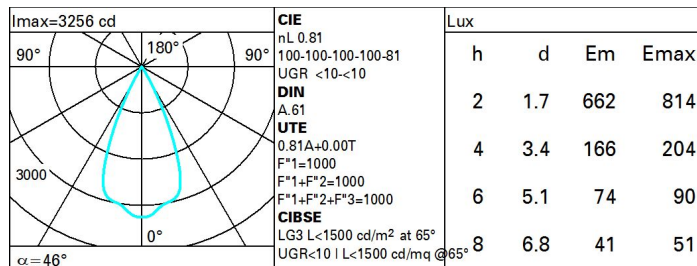 Imax=3256 cd
90° 180° 90°
3000
0°
α=46°
CIE
nL 0.81
100-100-100-100-81
UGR <10-<10
DIN
A.61
UTE
0.81A+0.00T
F"1=1000
F"1+F"2=1000
F"1+F"2+F"3=1000
CIBSE
LG3 L<1500 cd/m² at 65°
UGR<10 | L<1500 cd/mq @65°
Lux
h d Em Emax
2 1.7 662 814
4 3.4 166 204
6 5.1 74 90
8 6.8 41 51